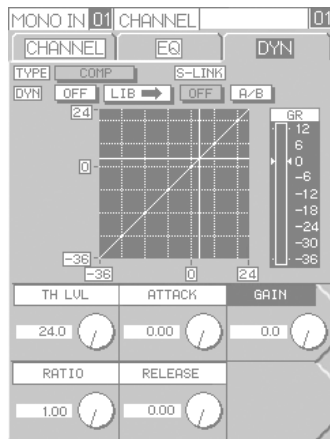 MONO IN 01 CHANNEL 01
CHANNEL EQ DYN
TYPE COMP S-LINK
DYN OFF LIB OFF A/B
24
0
-36
-36 0 24
GR
12
6
0
-6
-12
-18
-24
-30
-36
TH LVL ATTACK GAIN
24.0 0.00 0.0
RATIO RELEASE
1.00 0.00